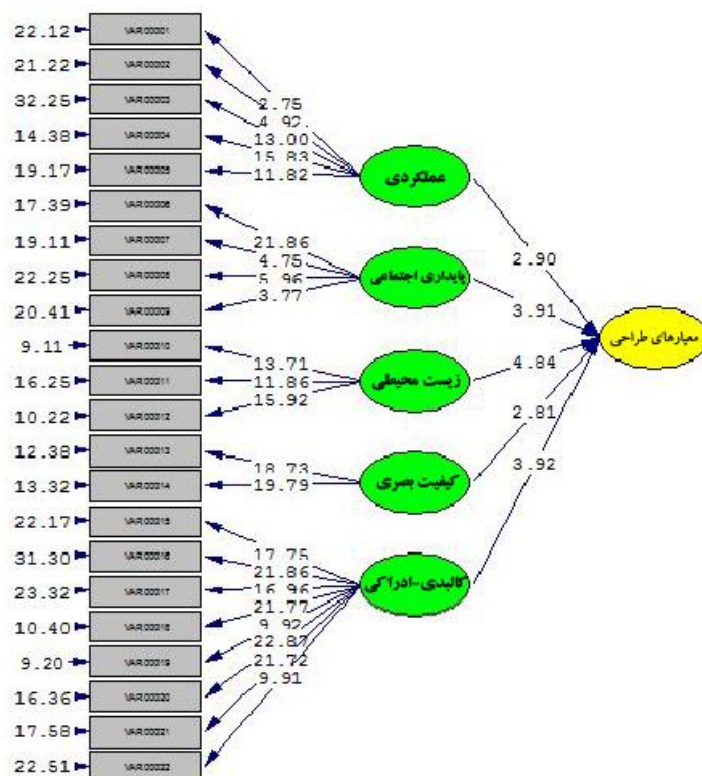 22.12 VAR00001
21.22 VAR00002
32.25 VAR00003
14.38 VAR00004
19.17 VAR00005
17.39 VAR00006
19.11 VAR00007
22.25 VAR00008
20.41 VAR00009
9.11 VAR00010
16.25 VAR00011
10.22 VAR00012
12.38 VAR00013
13.32 VAR00014
22.17 VAR00015
31.30 VAR00016
23.32 VAR00017
10.40 VAR00018
9.20 VAR00019
16.36 VAR00020
17.58 VAR00021
22.51 VAR00022
2.75
4.92
13.00
15.83
11.82
21.86
4.75
5.96
3.77
13.71
11.86
15.92
18.73
19.79
17.75
21.86
16.96
21.77
9.92
22.87
21.72
9.91
عملکردی
پایداری اجتماعی
زیست محیطی
کیفیت بصری
کالبدی-ادراکی
2.90
3.91
4.84
2.81
3.92
معیارهای طراحی